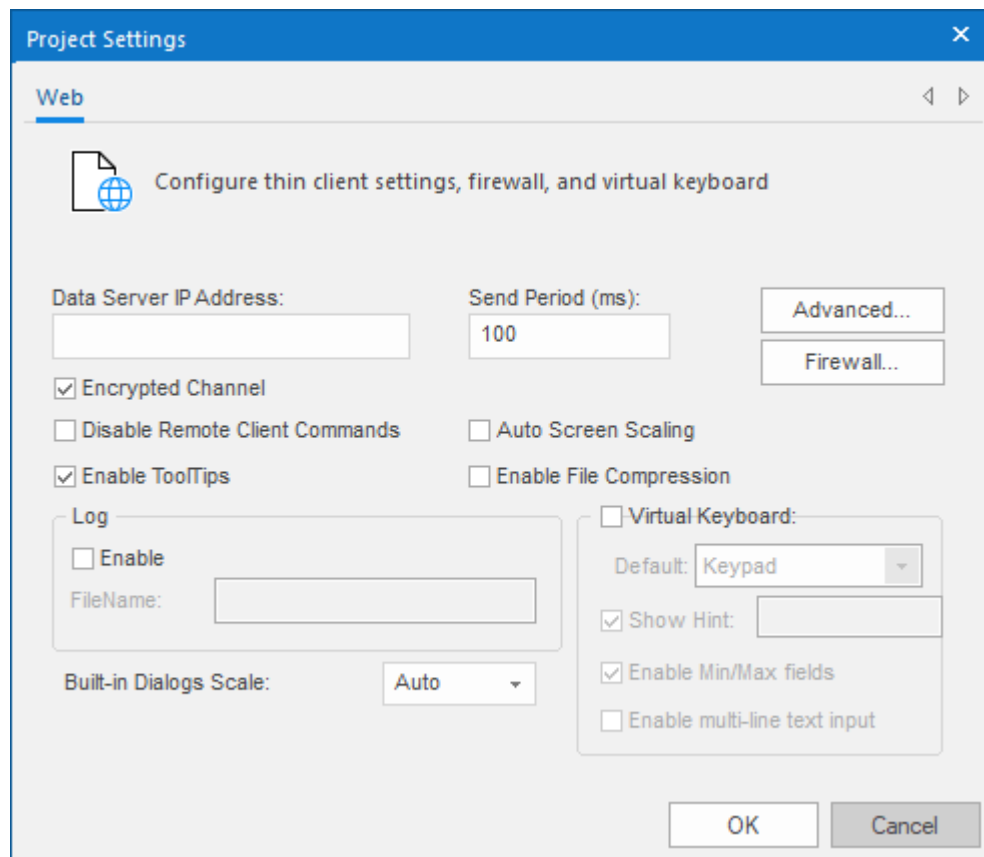 Project Settings
Web
Configure thin client settings, firewall, and virtual keyboard
Data Server IP Address:
Send Period (ms):
100
Advanced...
Firewall...
Encrypted Channel
Disable Remote Client Commands
Auto Screen Scaling
Enable ToolTips
Enable File Compression
Log
Enable
FileName:
Built-in Dialogs Scale:
Auto
Virtual Keyboard:
Default:
Keypad
Show Hint:
Enable Min/Max fields
Enable multi-line text input
OK
Cancel